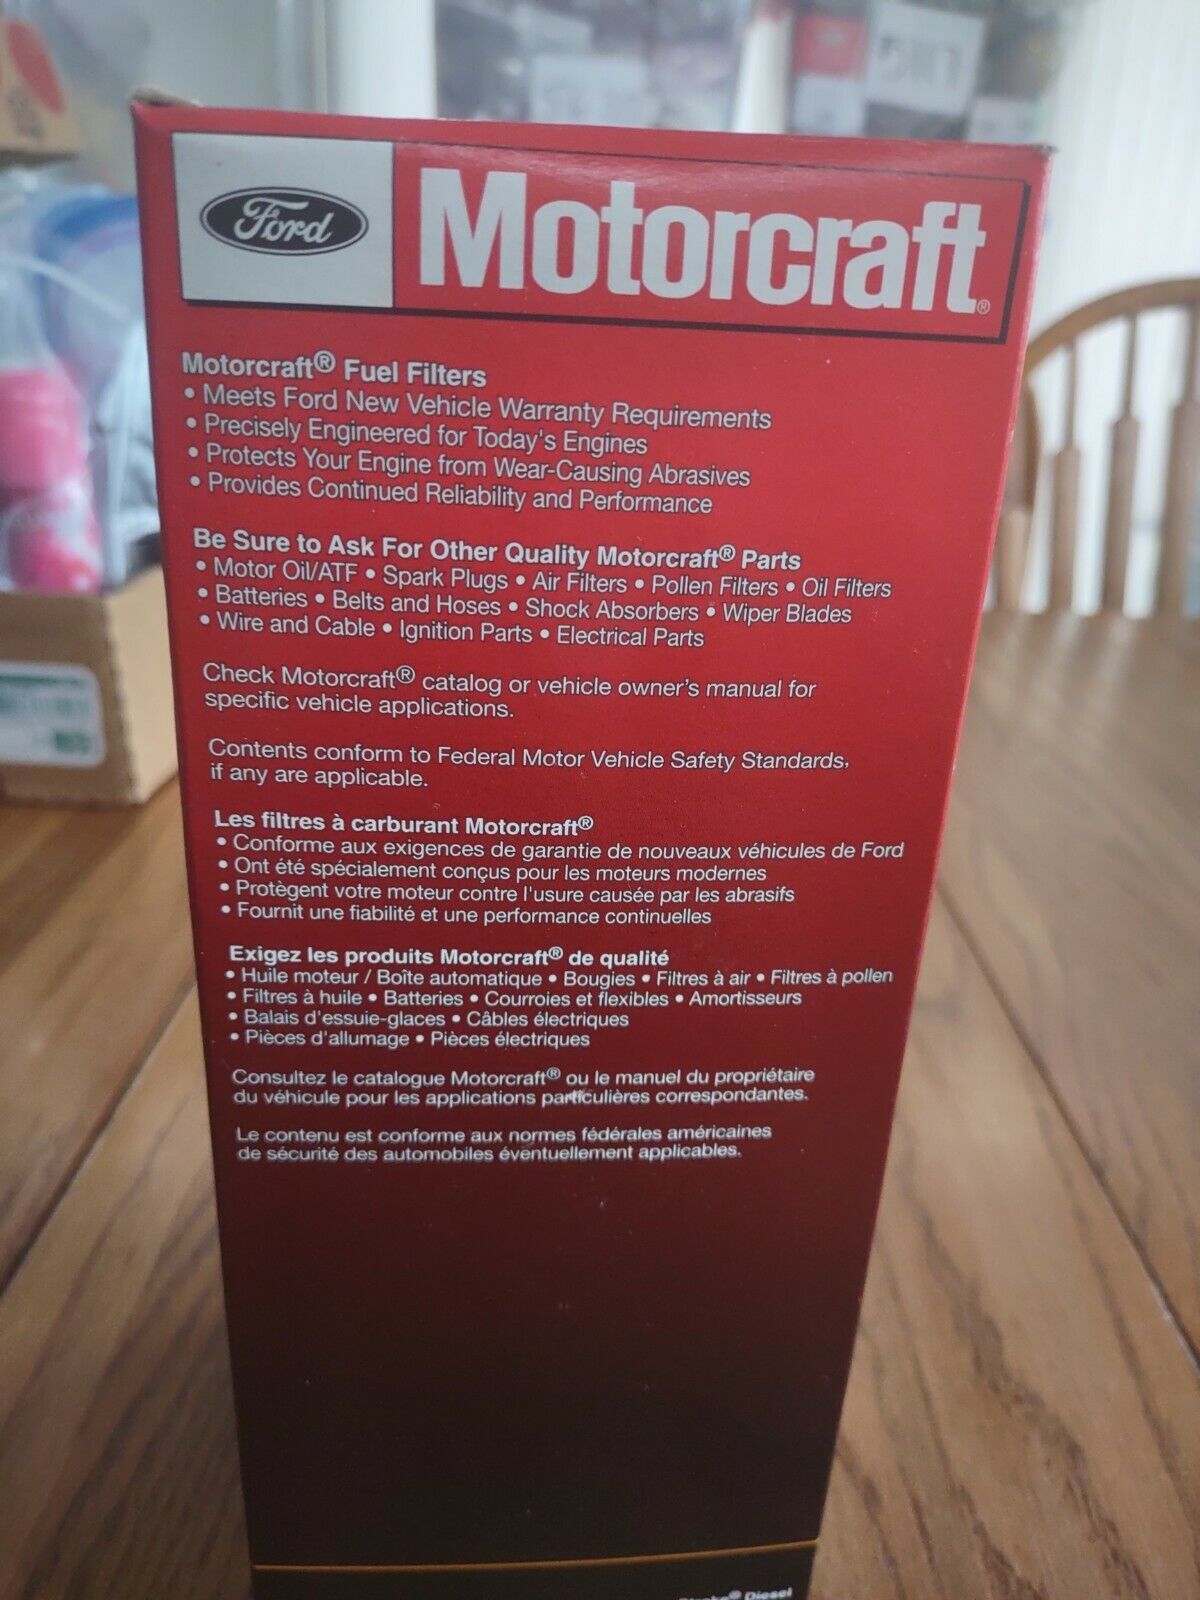 Ford
Motorcraft®
Motorcraft® Fuel Filters
• Meets Ford New Vehicle Warranty Requirements
• Precisely Engineered for Today's Engines
• Protects Your Engine from Wear-Causing Abrasives
• Provides Continued Reliability and Performance
Be Sure to Ask For Other Quality Motorcraft® Parts
• Motor Oil/ATF • Spark Plugs • Air Filters • Pollen Filters • Oil Filters
• Batteries • Belts and Hoses • Shock Absorbers • Wiper Blades
• Wire and Cable • Ignition Parts • Electrical Parts
Check Motorcraft® catalog or vehicle owner's manual for
specific vehicle applications.
Contents conform to Federal Motor Vehicle Safety Standards,
if any are applicable.
Les filtres à carburant Motorcraft®
• Conforme aux exigences de garantie de nouveaux véhicules de Ford
• Ont été spécialement conçus pour les moteurs modernes
• Protègent votre moteur contre l'usure causée par les abrasifs
• Fournit une fiabilité et une performance continuelles
Exigez les produits Motorcraft® de qualité
• Huile moteur / Boîte automatique • Bougies • Filtres à air • Filtres à pollen
• Filtres à huile • Batteries • Courroies et flexibles • Amortisseurs
• Balais d'essuie-glaces • Câbles électriques
• Pièces d'allumage • Pièces électriques
Consultez le catalogue Motorcraft® ou le manuel du propriétaire
du véhicule pour les applications particulières correspondantes.
Le contenu est conforme aux normes fédérales américaines
de sécurité des automobiles éventuellement applicables.
Diesel